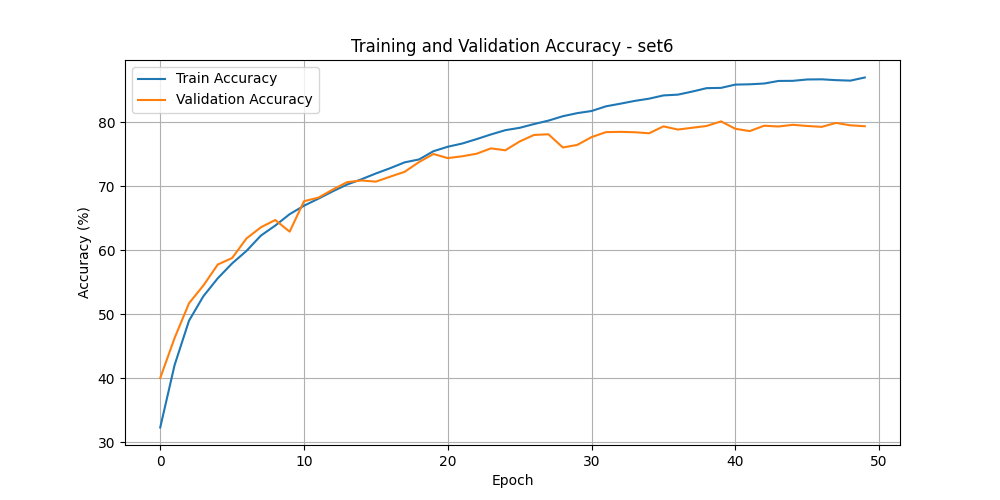 Training and Validation Accuracy - set6
Train Accuracy
Validation Accuracy
Accuracy (%)
80
70
60
50
40
30
0 10 20 30 40 50
Epoch